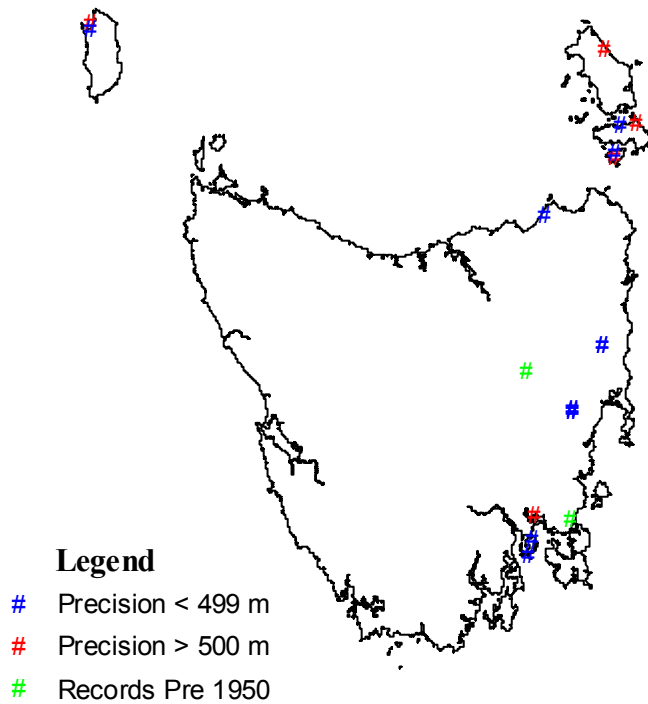 Legend
# Precision < 499 m
# Precision > 500 m
# Records Pre 1950